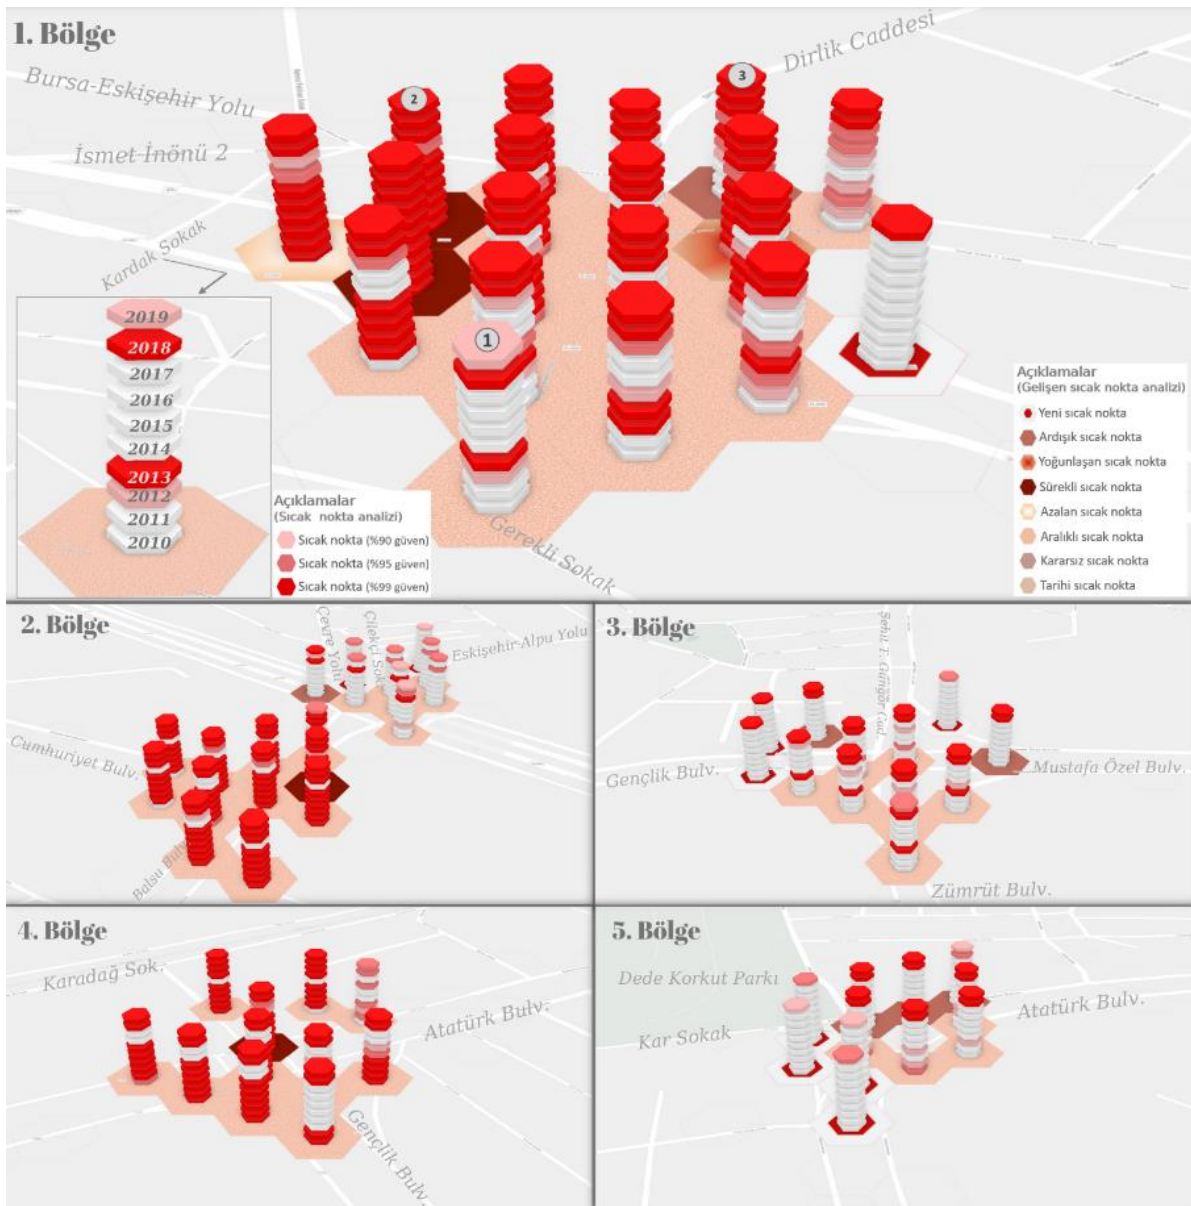 1. Bölge
Dirlik Caddesi
Bursa-Eskişehir Yolu
İsmet İnönü 2
Kardak Sokak
2
3
1
2019
2018
2017
2016
2015
2014
2013
2012
2011
2010
Açıklamalar
(Sıcak nokta analizi)
Sıcak nokta (%90 güven)
Sıcak nokta (%95 güven)
Sıcak nokta (%99 güven)
Gerekli Sokak
Açıklamalar
(Gelişen sıcak nokta analizi)
Yeni sıcak nokta
Ardışık sıcak nokta
Yoğunlaşan sıcak nokta
Sürekli sıcak nokta
Azalan sıcak nokta
Aralıklı sıcak nokta
Kararsız sıcak nokta
Tarihi sıcak nokta
2. Bölge
Çevre Yolu
Çilekçi Sok.
Eskişehir-Alpu Yolu
Cumhuriyet Bulv.
Balsu Bulv.
3. Bölge
Şehit T. Güngör Cad.
Gençlik Bulv.
Mustafa Özel Bulv.
Zümrüt Bulv.
4. Bölge
Karadağ Sok.
Atatürk Bulv.
Gençlik Bulv.
5. Bölge
Dede Korkut Parkı
Kar Sokak
Atatürk Bulv.